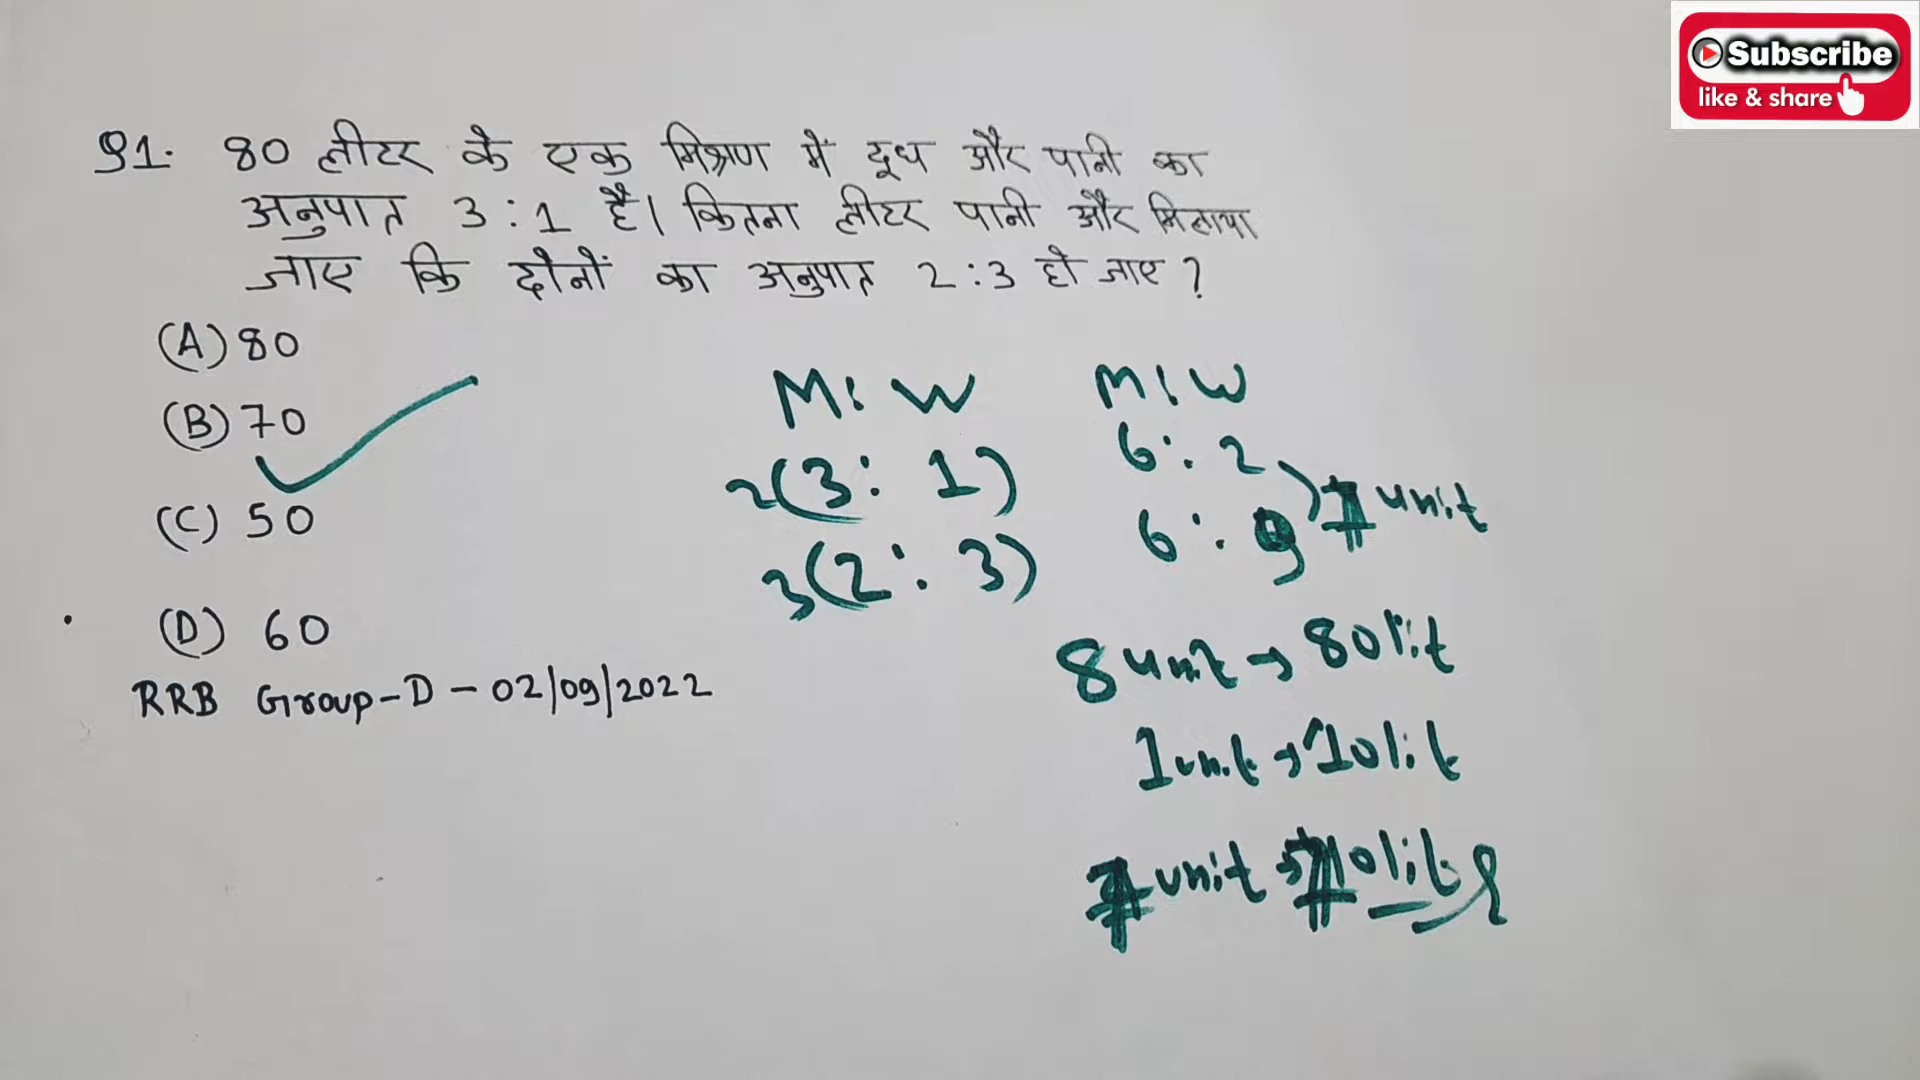 Subscribe
like & share
Q1. 80 लीटर के एक मिश्रण में दूध और पानी का
अनुपात 3 : 1 है। कितना लीटर पानी और मिलाया
जाए कि दोनों का अनुपात 2 : 3 हो जाए ?
(A) 80
(B) 70
(C) 50
(D) 60
RRB Group-D - 02/09/2022
M : W
2(3 : 1)
3(2 : 3)
M : W
6 : 2
6 : 9
7 unit
8 unit → 80 lit
1 unit → 10 lit
7 unit → 70 lit